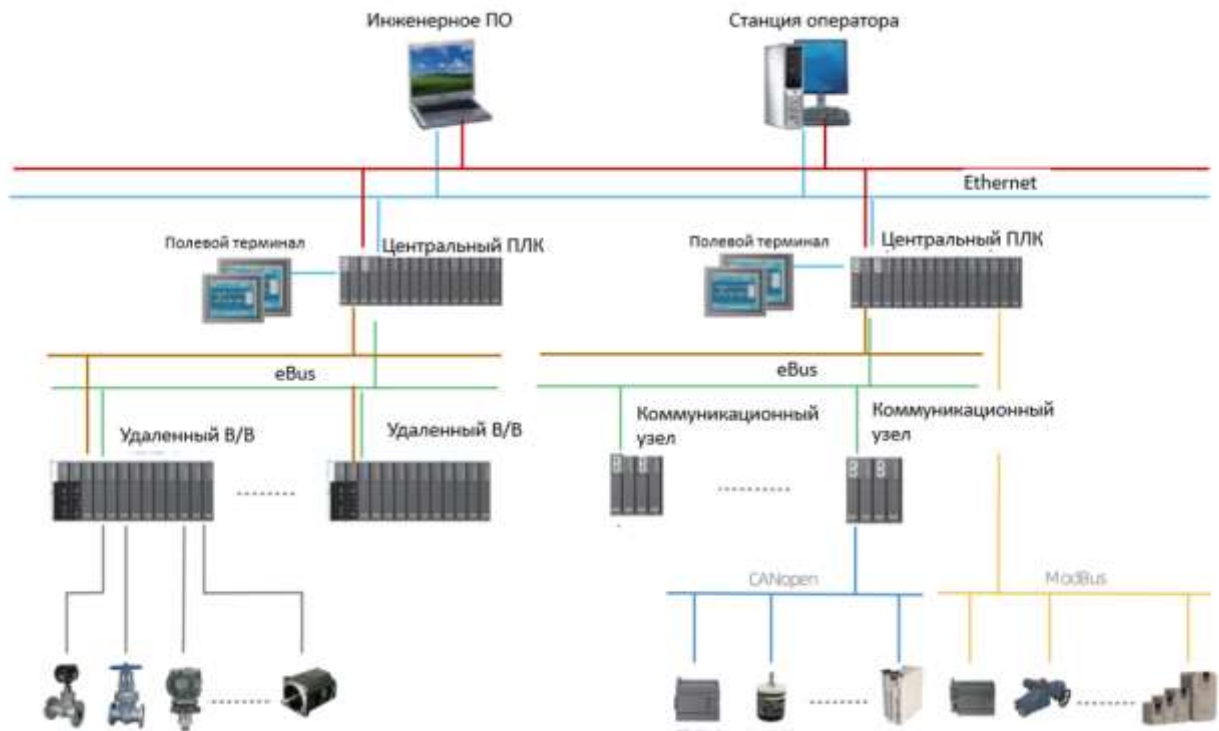 Инженерное ПО
Станция оператора
Ethernet
Полевой терминал
Центральный ПЛК
Полевой терминал
Центральный ПЛК
eBus
eBus
Удаленный В/В
Удаленный В/В
Коммуникационный
узел
Коммуникационный
узел
CANopen
ModBus